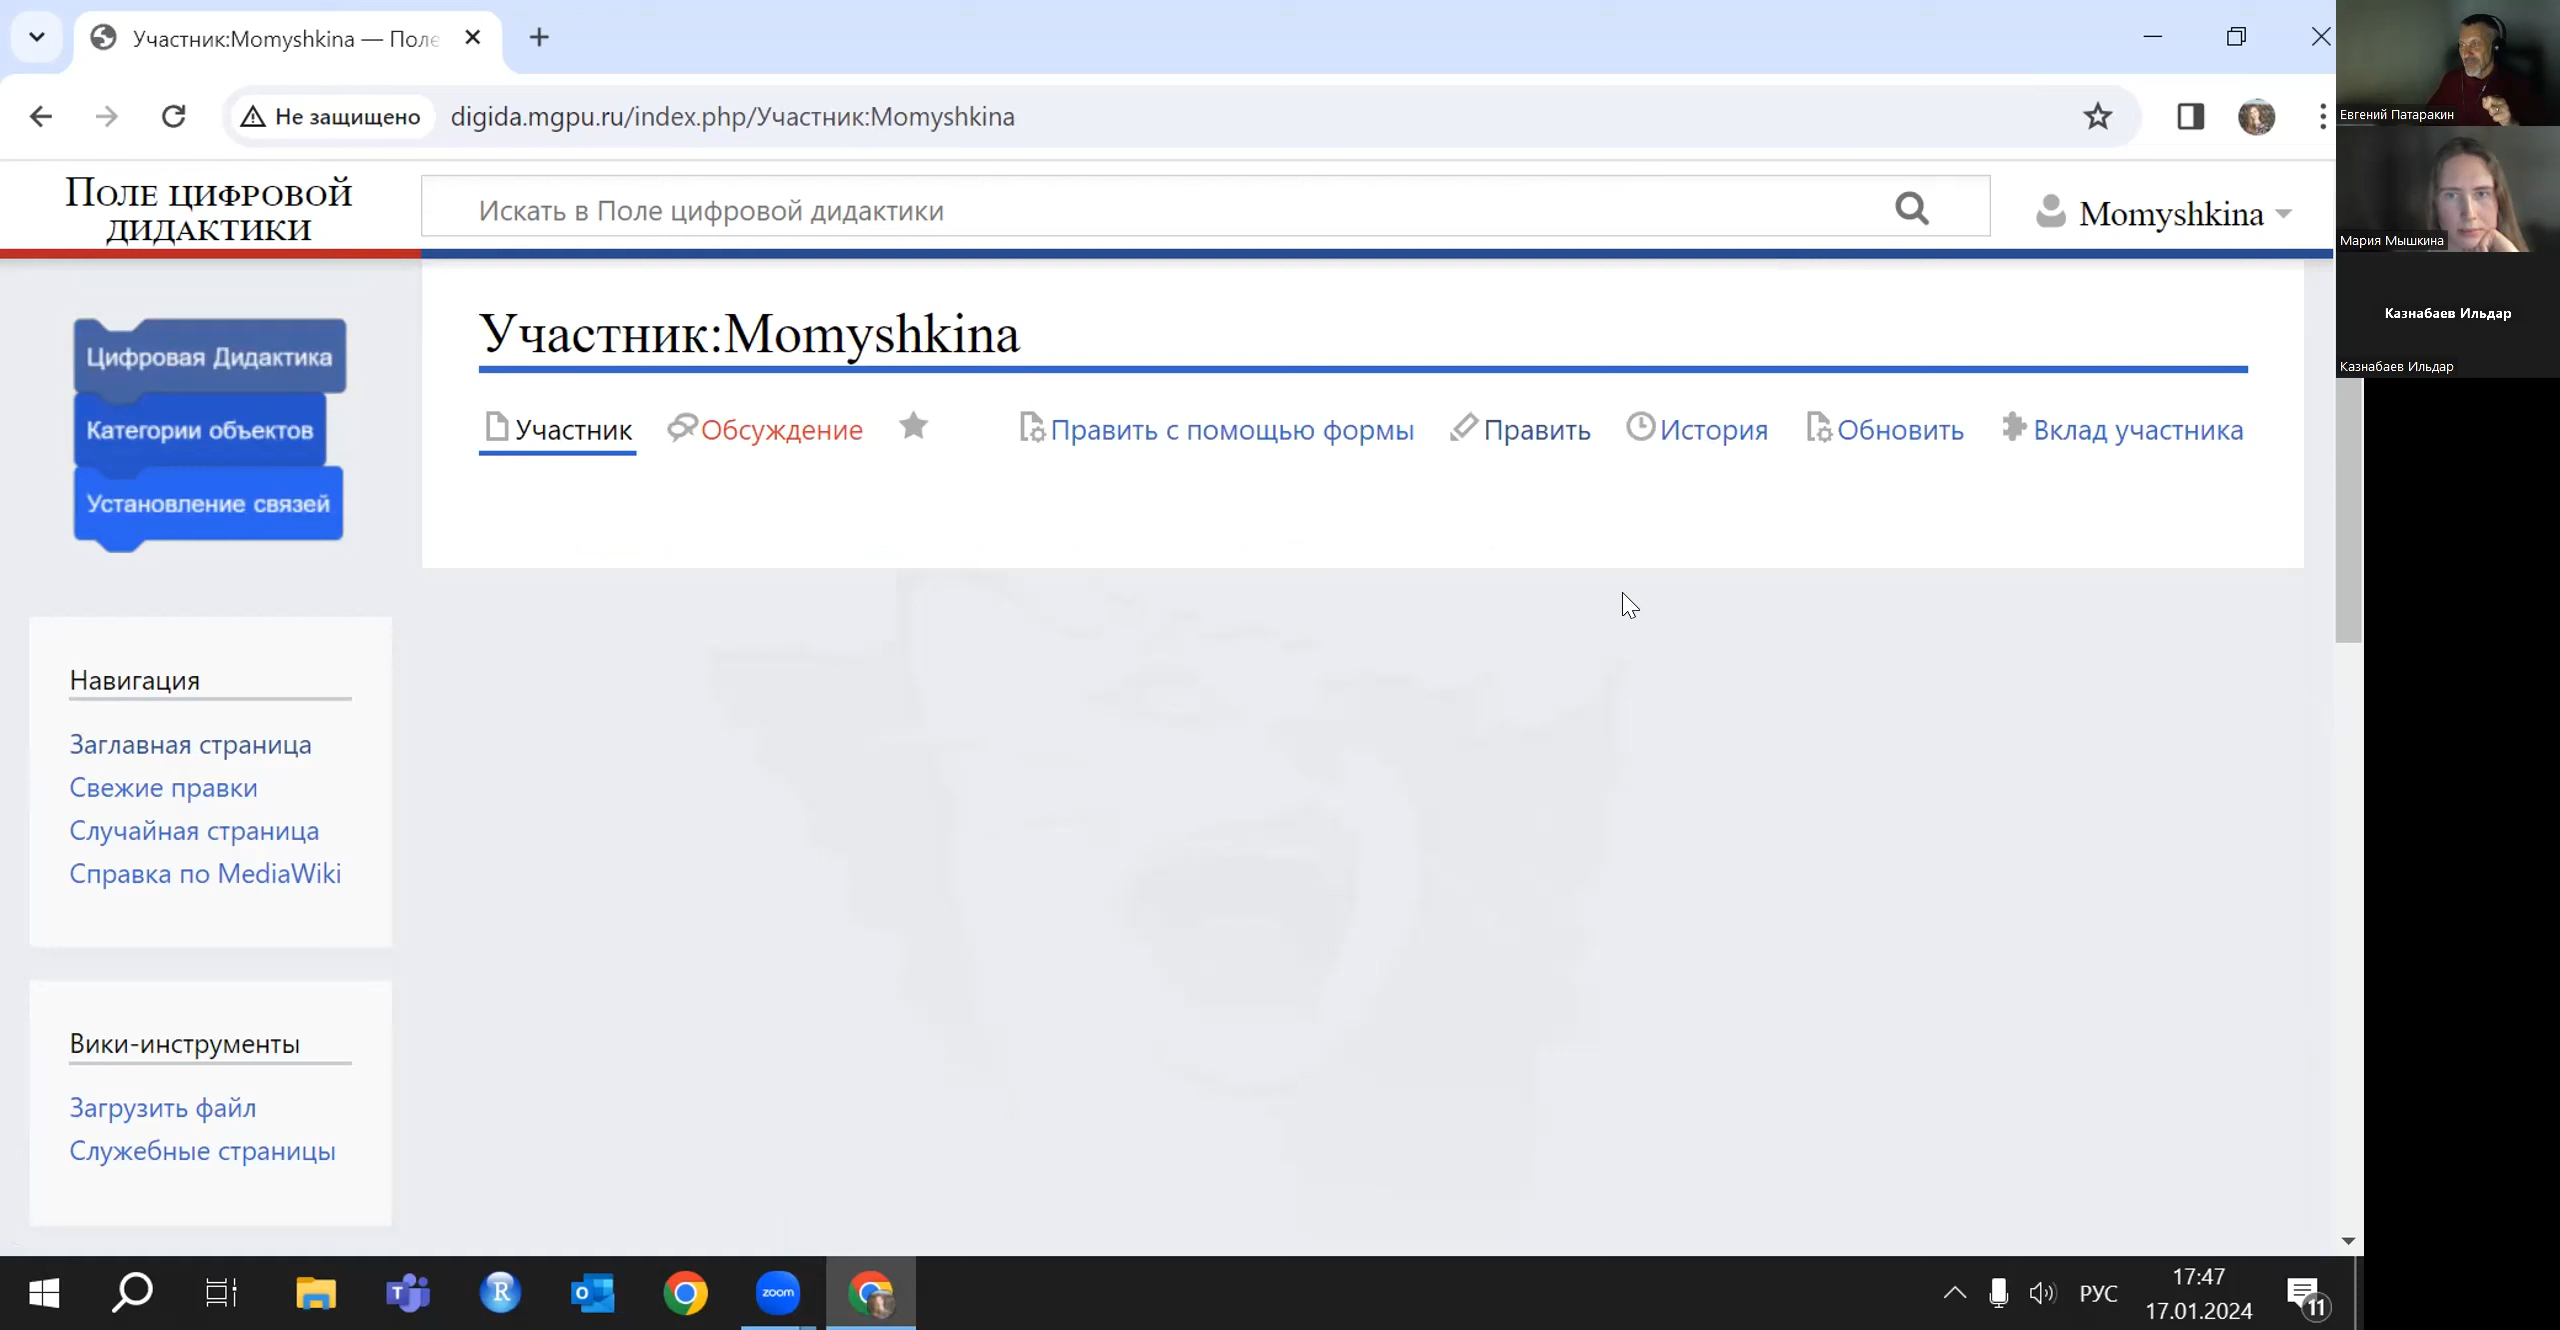 Участник:Momyshkina — Поле
Не защищено
digida.mgpu.ru/index.php/Участник:Momyshkina
Поле цифровой
дидактики
Искать в Поле цифровой дидактики
Momyshkina
Цифровая Дидактика
Категории объектов
Установление связей
Участник:Momyshkina
Участник
Обсуждение
Править с помощью формы
Править
История
Обновить
Вклад участника
Навигация
Заглавная страница
Свежие правки
Случайная страница
Справка по MediaWiki
Вики-инструменты
Загрузить файл
Служебные страницы
Евгений Патаракин
Мария Мышкина
Казнабаев Ильдар
Казнабаев Ильдар
T
R
O
zoom
РУС
17:47
17.01.2024
11